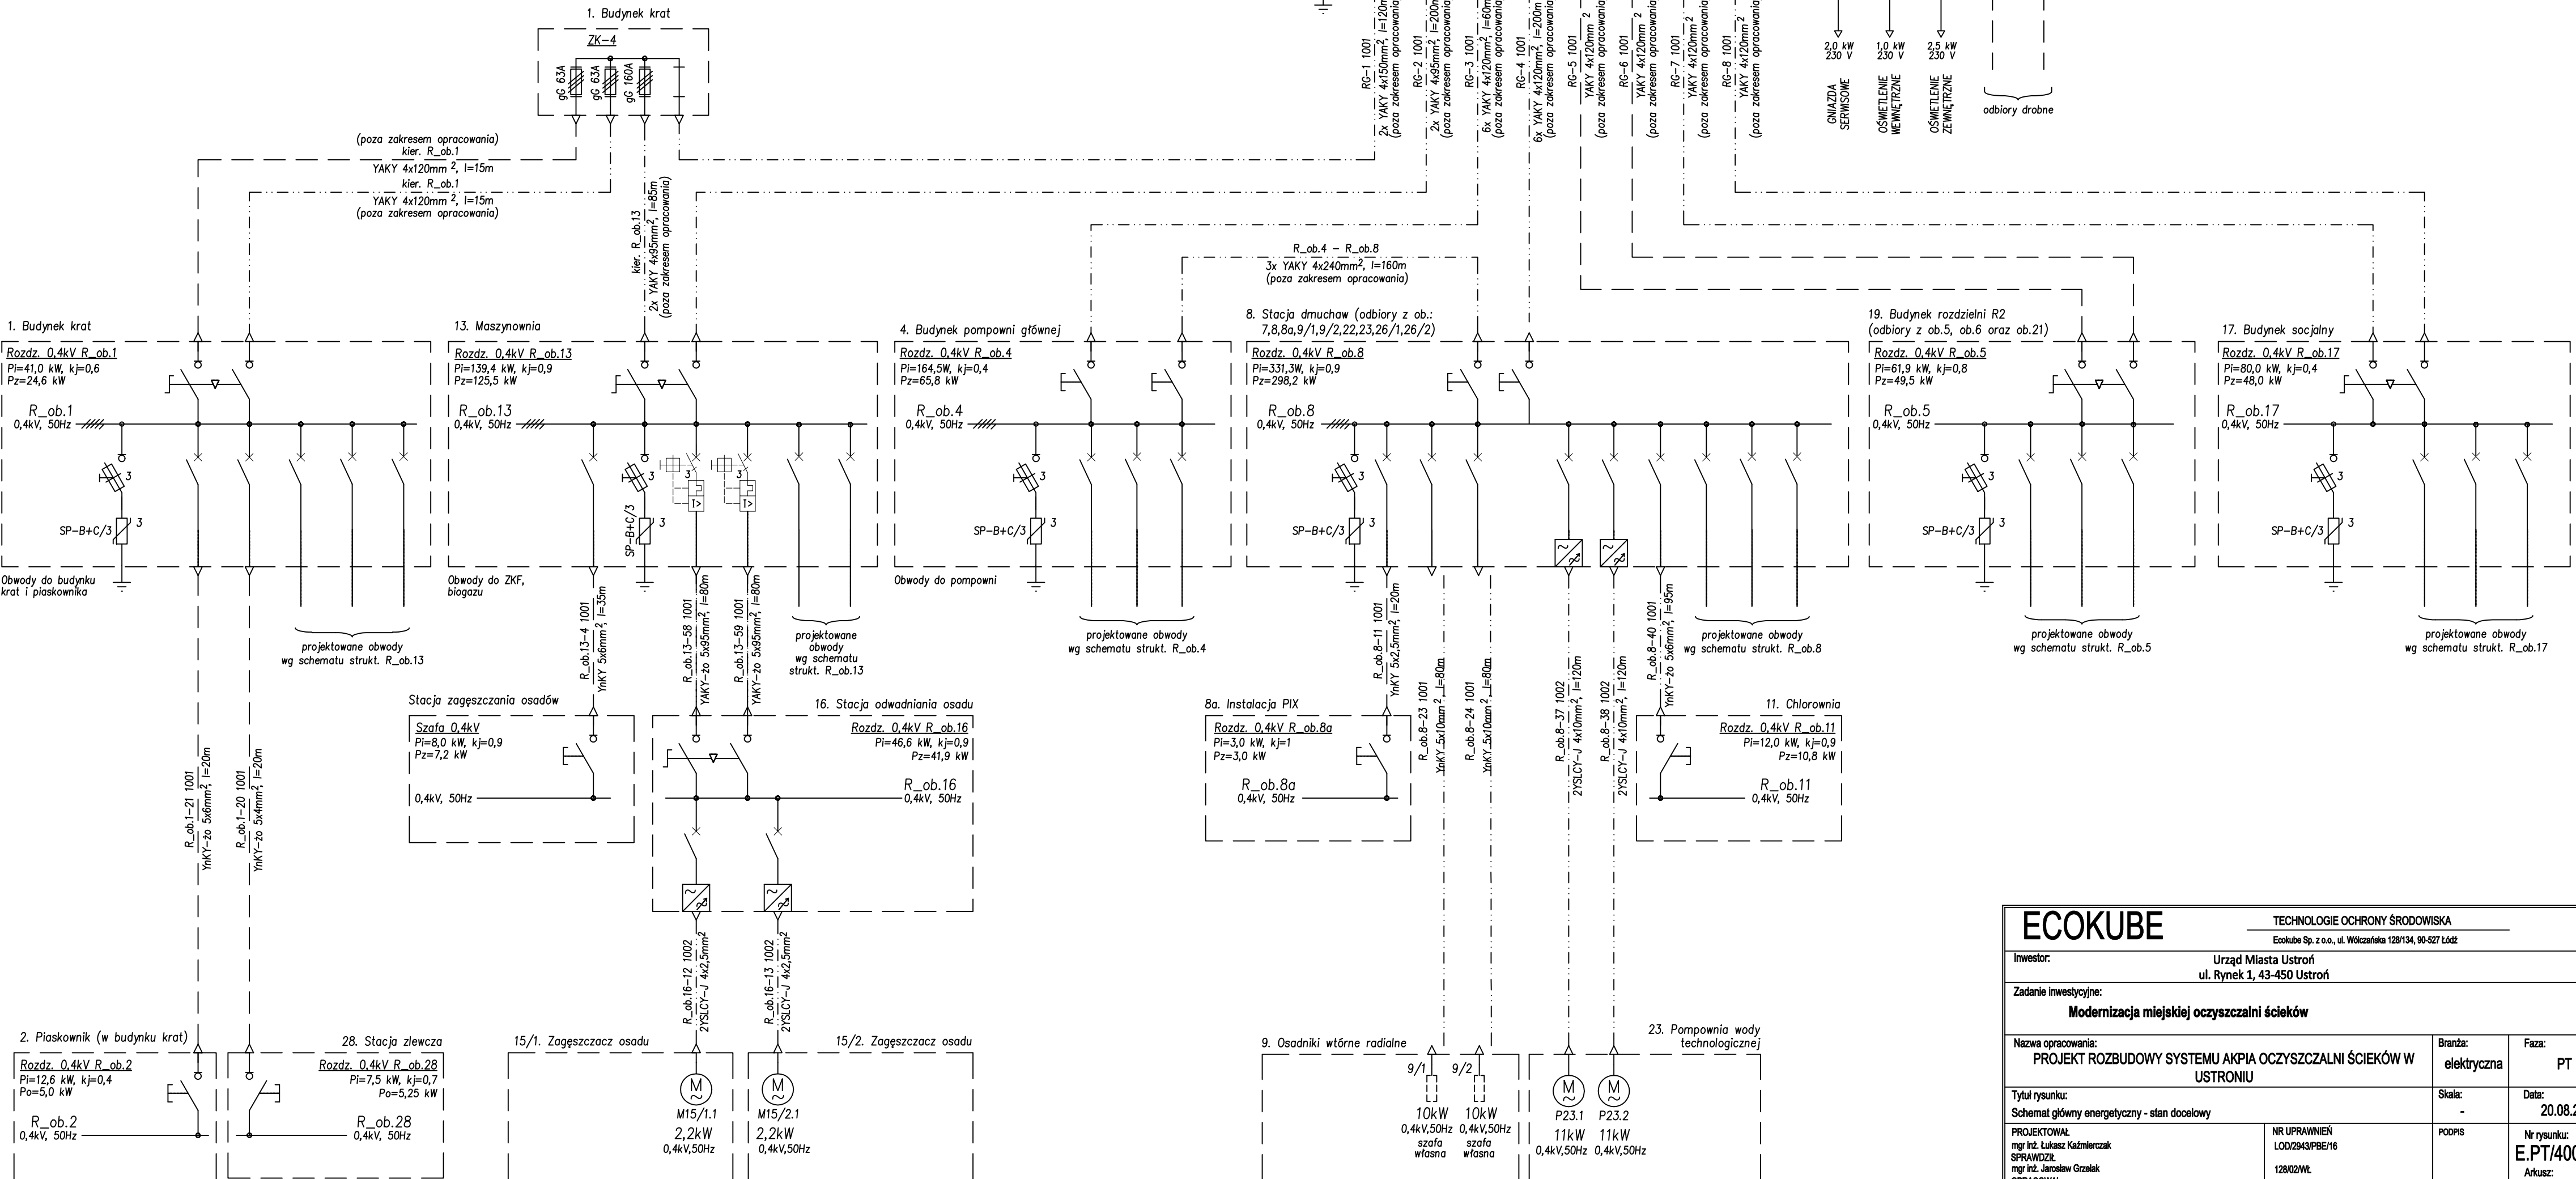 1. Budynek krat
ZK-4
gG 63A
gG 63A
gG 160A
(poza zakresem opracowania)
kier. R_ob.1
YAKY 4x120mm², l=15m
kier. R_ob.1
YAKY 4x120mm², l=15m
(poza zakresem opracowania)
kier. R_ob.13
2x YAKY 4x95mm², l=85m
(poza zakresem opracowania)
RG-1 1001
2x YAKY 4x150mm², l=120m
(poza zakresem opracowania)
RG-2 1001
2x YAKY 4x95mm², l=200m
(poza zakresem opracowania)
RG-3 1001
6x YAKY 4x120mm², l=60m
(poza zakresem opracowania)
RG-4 1001
6x YAKY 4x120mm², l=200m
(poza zakresem opracowania)
RG-5 1001
YAKY 4x120mm²
(poza zakresem opracowania)
RG-6 1001
YAKY 4x120mm²
(poza zakresem opracowania)
RG-7 1001
YAKY 4x120mm²
(poza zakresem opracowania)
RG-8 1001
YAKY 4x120mm²
(poza zakresem opracowania)
2,0 kW
230 V
GNIAZDA
SERWISOWE
1,0 kW
230 V
OŚWIETLENIE
WEWNĘTRZNE
2,5 kW
230 V
OŚWIETLENIE
ZEWNĘTRZNE
odbiory drobne
R_ob.4 - R_ob.8
3x YAKY 4x240mm², l=160m
(poza zakresem opracowania)
1. Budynek krat
Rozdz. 0,4kV R_ob.1
Pi=41,0 kW, kj=0,6
Pz=24,6 kW
R_ob.1
0,4kV, 50Hz
3
SP-B+C/3
3
Obwody do budynku
krat i piaskownika
projektowane obwody
wg schematu strukt. R_ob.13
13. Maszynownia
Rozdz. 0,4kV R_ob.13
Pi=139,4 kW, kj=0,9
Pz=125,5 kW
R_ob.13
0,4kV, 50Hz
3
SP-B+C/3
3
3
I>
3
I>
Obwody do ZKF,
biogazu
projektowane
obwody
wg schematu
strukt. R_ob.13
4. Budynek pompowni głównej
Rozdz. 0,4kV R_ob.4
Pi=164,5W, kj=0,4
Pz=65,8 kW
R_ob.4
0,4kV, 50Hz
3
SP-B+C/3
3
Obwody do pompowni
projektowane obwody
wg schematu strukt. R_ob.4
8. Stacja dmuchaw (odbiory z ob.:
7,8,8a,9/1,9/2,22,23,26/1,26/2)
Rozdz. 0,4kV R_ob.8
Pi=331,3W, kj=0,9
Pz=298,2 kW
R_ob.8
0,4kV, 50Hz
3
SP-B+C/3
3
projektowane obwody
wg schematu strukt. R_ob.8
19. Budynek rozdzielni R2
(odbiory z ob.5, ob.6 oraz ob.21)
Rozdz. 0,4kV R_ob.5
Pi=61,9 kW, kj=0,8
Pz=49,5 kW
R_ob.5
0,4kV, 50Hz
3
SP-B+C/3
3
projektowane obwody
wg schematu strukt. R_ob.5
17. Budynek socjalny
Rozdz. 0,4kV R_ob.17
Pi=80,0 kW, kj=0,4
Pz=48,0 kW
R_ob.17
0,4kV, 50Hz
3
SP-B+C/3
3
projektowane obwody
wg schematu strukt. R_ob.17
R_ob.1-21 1001
YnKY-żo 5x6mm², l=20m
R_ob.1-20 1001
YnKY-żo 5x4mm², l=20m
R_ob.13-4 1001
YnKY 5x6mm², l=35m
R_ob.13-58 1001
YAKY-żo 5x95mm², l=80m
R_ob.13-59 1001
YAKY-żo 5x95mm², l=80m
R_ob.8-11 1001
YnKY 5x2,5mm², l=20m
R_ob.8-23 1001
YnKY 5x10mm², l=80m
R_ob.8-24 1001
YnKY 5x10mm², l=80m
R_ob.8-37 1002
2YSLCY-J 4x10mm², l=120m
R_ob.8-38 1002
2YSLCY-J 4x10mm², l=120m
R_ob.8-40 1001
YnKY-żo 5x6mm², l=95m
Stacja zagęszczania osadów
Szafa 0,4kV
Pi=8,0 kW, kj=0,9
Pz=7,2 kW
0,4kV, 50Hz
16. Stacja odwadniania osadu
Rozdz. 0,4kV R_ob.16
Pi=46,6 kW, kj=0,9
Pz=41,9 kW
R_ob.16
0,4kV, 50Hz
8a. Instalacja PIX
Rozdz. 0,4kV R_ob.8a
Pi=3,0 kW, kj=1
Pz=3,0 kW
R_ob.8a
0,4kV, 50Hz
11. Chlorownia
Rozdz. 0,4kV R_ob.11
Pi=12,0 kW, kj=0,9
Pz=10,8 kW
R_ob.11
0,4kV, 50Hz
R_ob.16-12 1002
2YSLCY-J 4x2,5mm²
R_ob.16-13 1002
2YSLCY-J 4x2,5mm²
2. Piaskownik (w budynku krat)
Rozdz. 0,4kV R_ob.2
Pi=12,6 kW, kj=0,4
Po=5,0 kW
R_ob.2
0,4kV, 50Hz
28. Stacja zlewcza
Rozdz. 0,4kV R_ob.28
Pi=7,5 kW, kj=0,7
Po=5,25 kW
R_ob.28
0,4kV, 50Hz
15/1. Zagęszczacz osadu
M
M15/1.1
2,2kW
0,4kV,50Hz
15/2. Zagęszczacz osadu
M
M15/2.1
2,2kW
0,4kV,50Hz
9. Osadniki wtórne radialne
9/1
10kW
0,4kV,50Hz
szafa
własna
9/2
10kW
0,4kV,50Hz
szafa
własna
23. Pompownia wody
technologicznej
M
P23.1
11kW
0,4kV,50Hz
M
P23.2
11kW
0,4kV,50Hz
ECOKUBE
TECHNOLOGIE OCHRONY ŚRODOWISKA
Ecokube Sp. z o.o., ul. Wólczańska 128/134, 90-527 Łódź
Inwestor:
Urząd Miasta Ustroń
ul. Rynek 1, 43-450 Ustroń
Zadanie inwestycyjne:
Modernizacja miejskiej oczyszczalni ścieków
Nazwa opracowania:
PROJEKT ROZBUDOWY SYSTEMU AKPIA OCZYSZCZALNI ŚCIEKÓW W
USTRONIU
Branża:
elektryczna
Faza:
PT
Tytuł rysunku:
Schemat główny energetyczny - stan docelowy
Skala:
-
Data:
20.08.2
PROJEKTOWAŁ
mgr inż. Łukasz Kaźmierczak
SPRAWDZIŁ
mgr inż. Jarosław Grzelak
NR UPRAWNIEŃ
LOD/2943/PBE/16
128/02/WŁ
PODPIS
Nr rysunku:
E.PT/400
Arkusz: